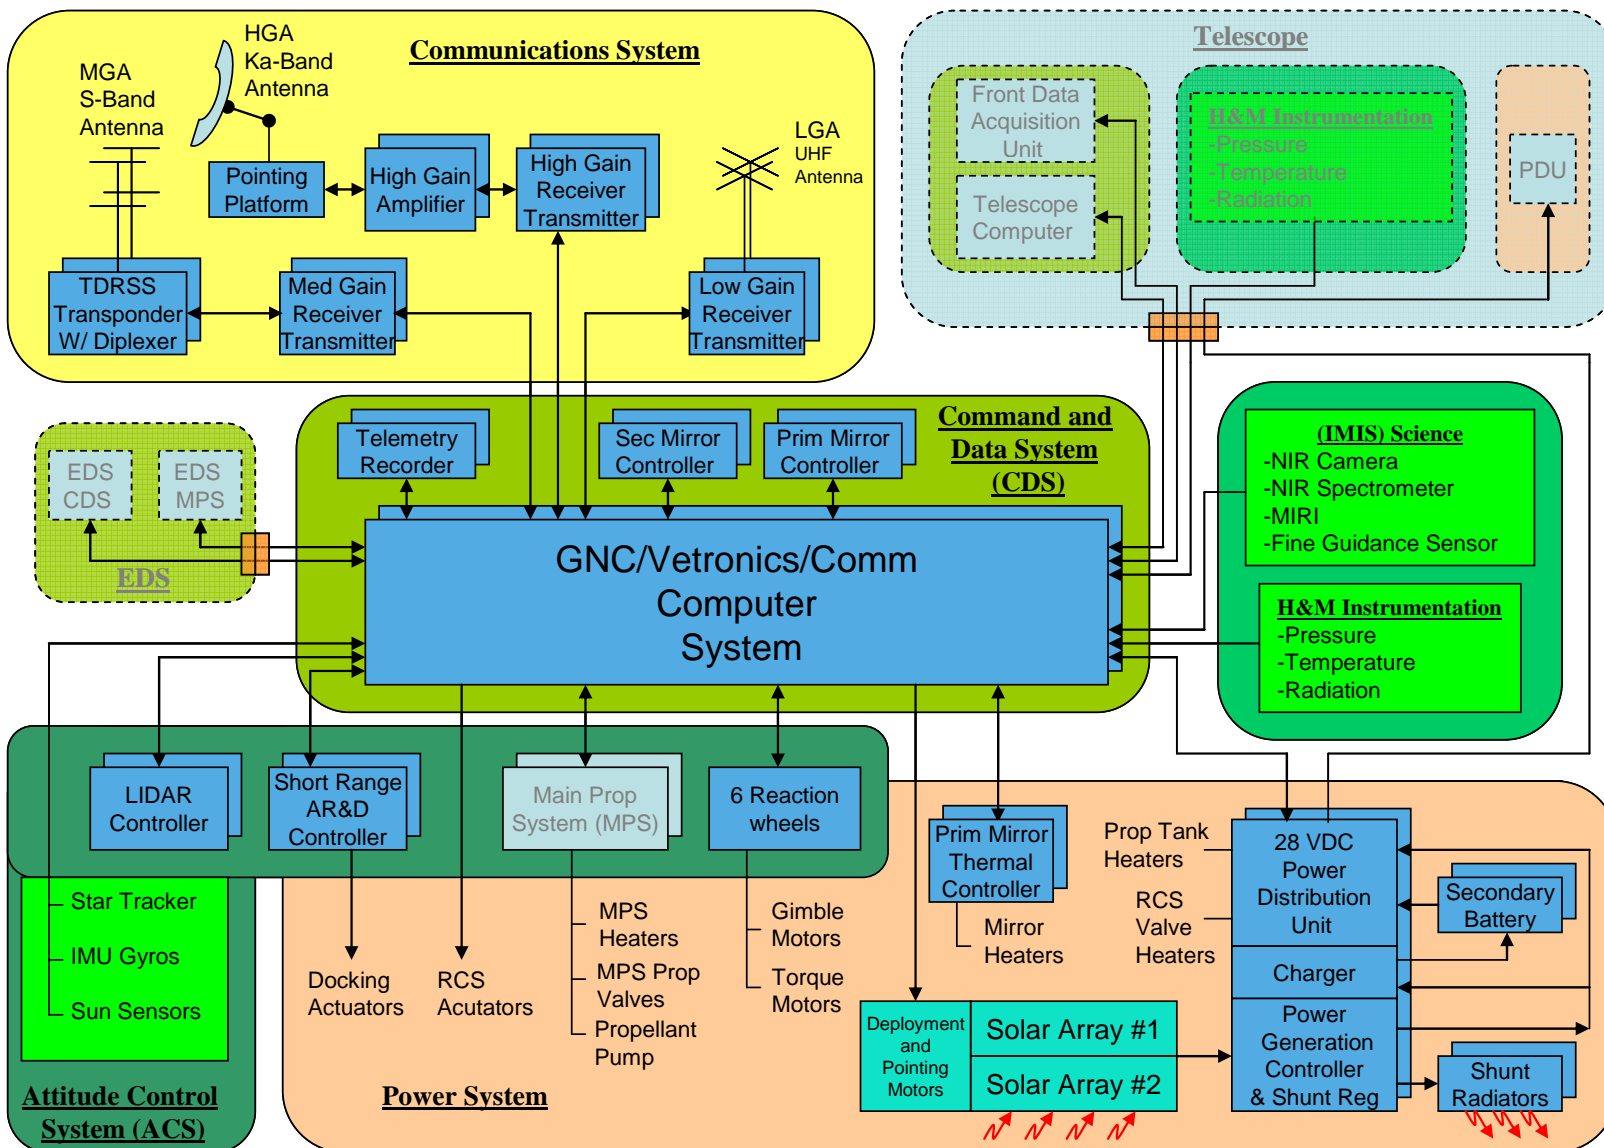 Communications System
HGA
Ka-Band
Antenna
MGA
S-Band
Antenna
LGA
UHF
Antenna
Pointing
Platform
High Gain
Amplifier
High Gain
Receiver
Transmitter
TDRSS
Transponder
W/ Diplexer
Med Gain
Receiver
Transmitter
Low Gain
Receiver
Transmitter
Telescope
Front Data
Acquisition
Unit
Telescope
Computer
H&M Instrumentation
-Pressure
-Temperature
-Radiation
PDU
EDS
CDS
EDS
MPS
EDS
Command and
Data System
(CDS)
Telemetry
Recorder
Sec Mirror
Controller
Prim Mirror
Controller
GNC/Vetronics/Comm
Computer
System
(IMIS) Science
-NIR Camera
-NIR Spectrometer
-MIRI
-Fine Guidance Sensor
H&M Instrumentation
-Pressure
-Temperature
-Radiation
LIDAR
Controller
Short Range
AR&D
Controller
Main Prop
System (MPS)
6 Reaction
wheels
Star Tracker
IMU Gyros
Sun Sensors
Attitude Control
System (ACS)
Docking
Actuators
RCS
Acutators
MPS
Heaters
MPS Prop
Valves
Propellant
Pump
Gimble
Motors
Torque
Motors
Prim Mirror
Thermal
Controller
Mirror
Heaters
Prop Tank
Heaters
RCS
Valve
Heaters
28 VDC
Power
Distribution
Unit
Charger
Power
Generation
Controller
& Shunt Reg
Secondary
Battery
Shunt
Radiators
Deployment
and
Pointing
Motors
Solar Array #1
Solar Array #2
Power System